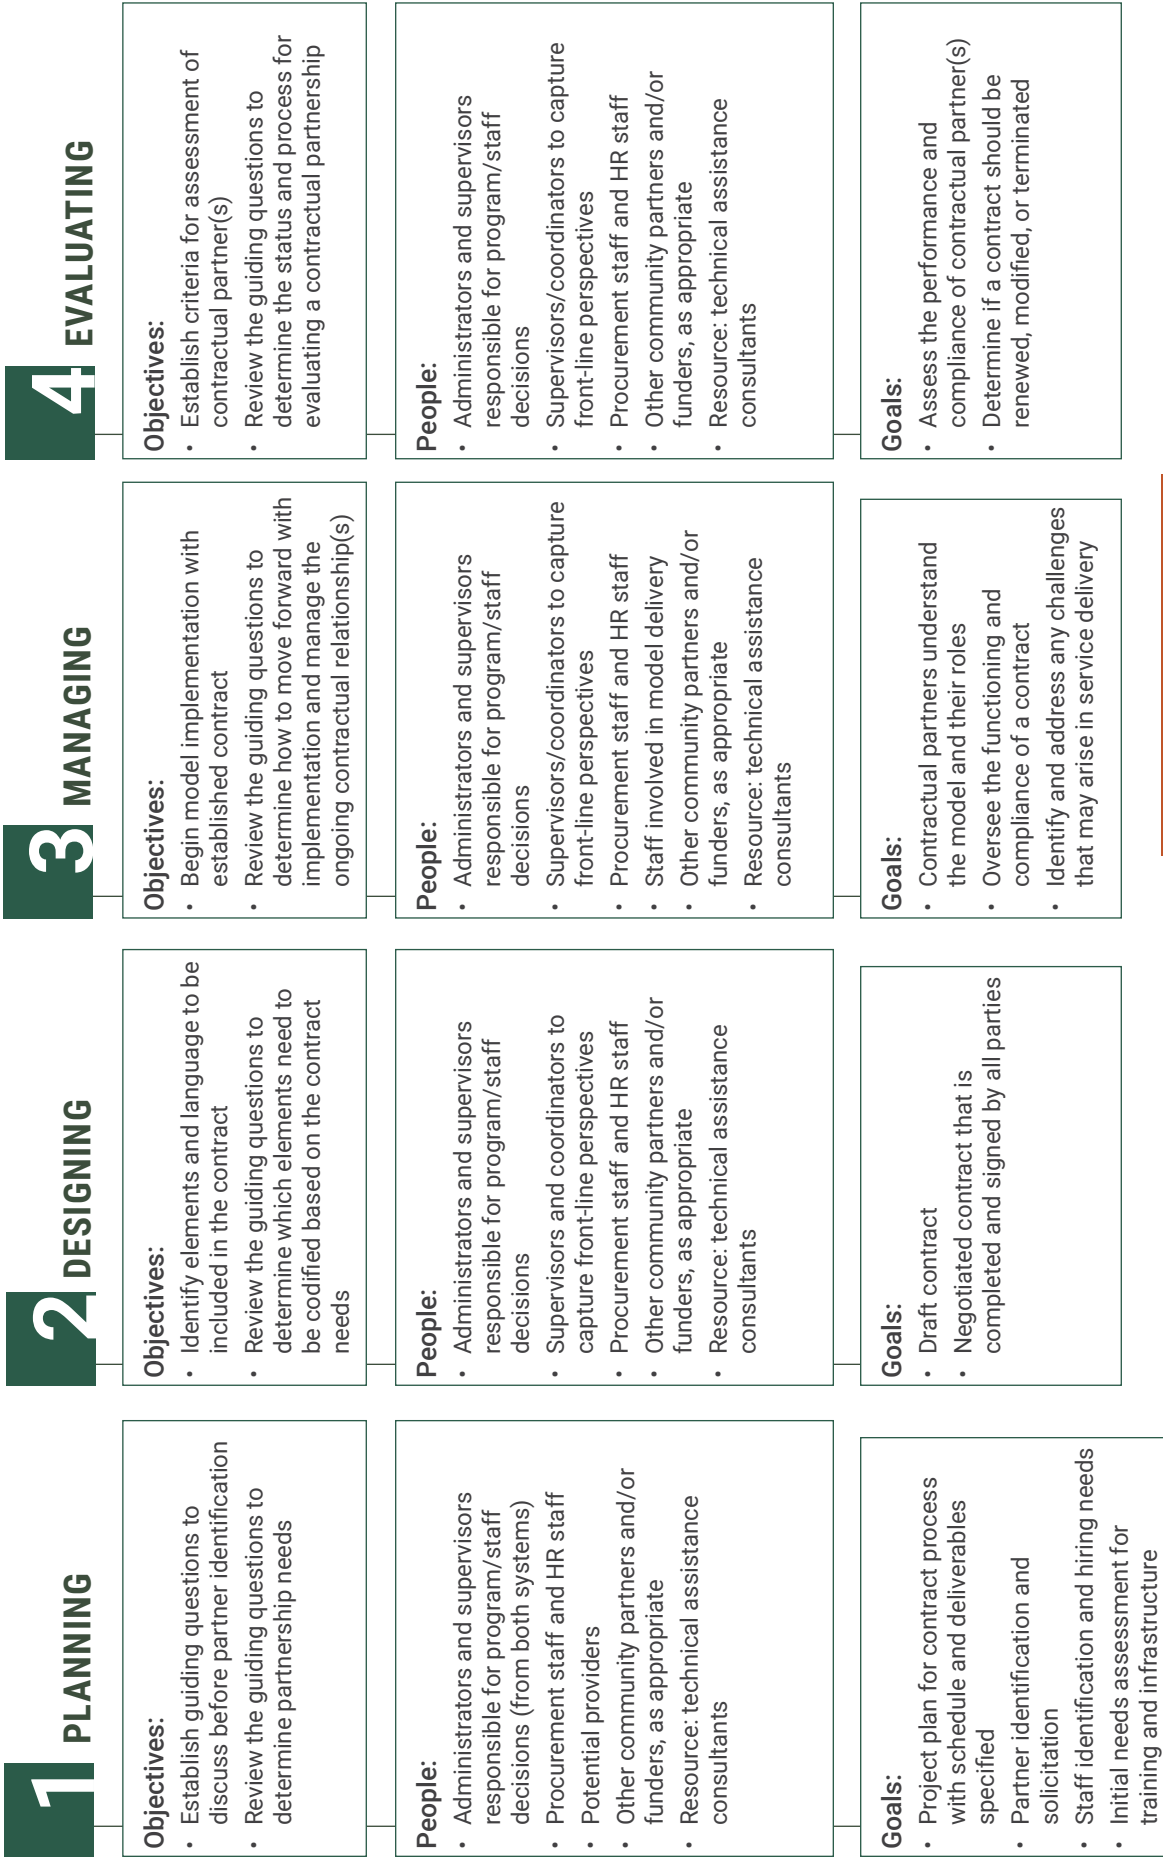 1 PLANNING
Objectives:
• Establish guiding questions to
discuss before partner identification
• Review the guiding questions to
determine partnership needs
People:
• Administrators and supervisors
responsible for program/staff
decisions (from both systems)
• Procurement staff and HR staff
• Potential providers
• Other community partners and/or
funders, as appropriate
• Resource: technical assistance
consultants
Goals:
• Project plan for contract process
with schedule and deliverables
specified
• Partner identification and
solicitation
• Staff identification and hiring needs
• Initial needs assessment for
training and infrastructure
2 DESIGNING
Objectives:
• Identify elements and language to be
included in the contract
• Review the guiding questions to
determine which elements need to
be codified based on the contract
needs
People:
• Administrators and supervisors
responsible for program/staff
decisions
• Supervisors and coordinators to
capture front-line perspectives
• Procurement staff and HR staff
• Other community partners and/or
funders, as appropriate
• Resource: technical assistance
consultants
Goals:
• Draft contract
• Negotiated contract that is
completed and signed by all parties
3 MANAGING
Objectives:
• Begin model implementation with
established contract
• Review the guiding questions to
determine how to move forward with
implementation and manage the
ongoing contractual relationship(s)
People:
• Administrators and supervisors
responsible for program/staff
decisions
• Supervisors/coordinators to capture
front-line perspectives
• Procurement staff and HR staff
• Staff involved in model delivery
• Other community partners and/or
funders, as appropriate
• Resource: technical assistance
consultants
Goals:
• Contractual partners understand
the model and their roles
• Oversee the functioning and
compliance of a contract
• Identify and address any challenges
that may arise in service delivery
4 EVALUATING
Objectives:
• Establish criteria for assessment of
contractual partner(s)
• Review the guiding questions to
determine the status and process for
evaluating a contractual partnership
People:
• Administrators and supervisors
responsible for program/staff
decisions
• Supervisors/coordinators to capture
front-line perspectives
• Procurement staff and HR staff
• Other community partners and/or
funders, as appropriate
• Resource: technical assistance
consultants
Goals:
• Assess the performance and
compliance of contractual partner(s)
• Determine if a contract should be
renewed, modified, or terminated